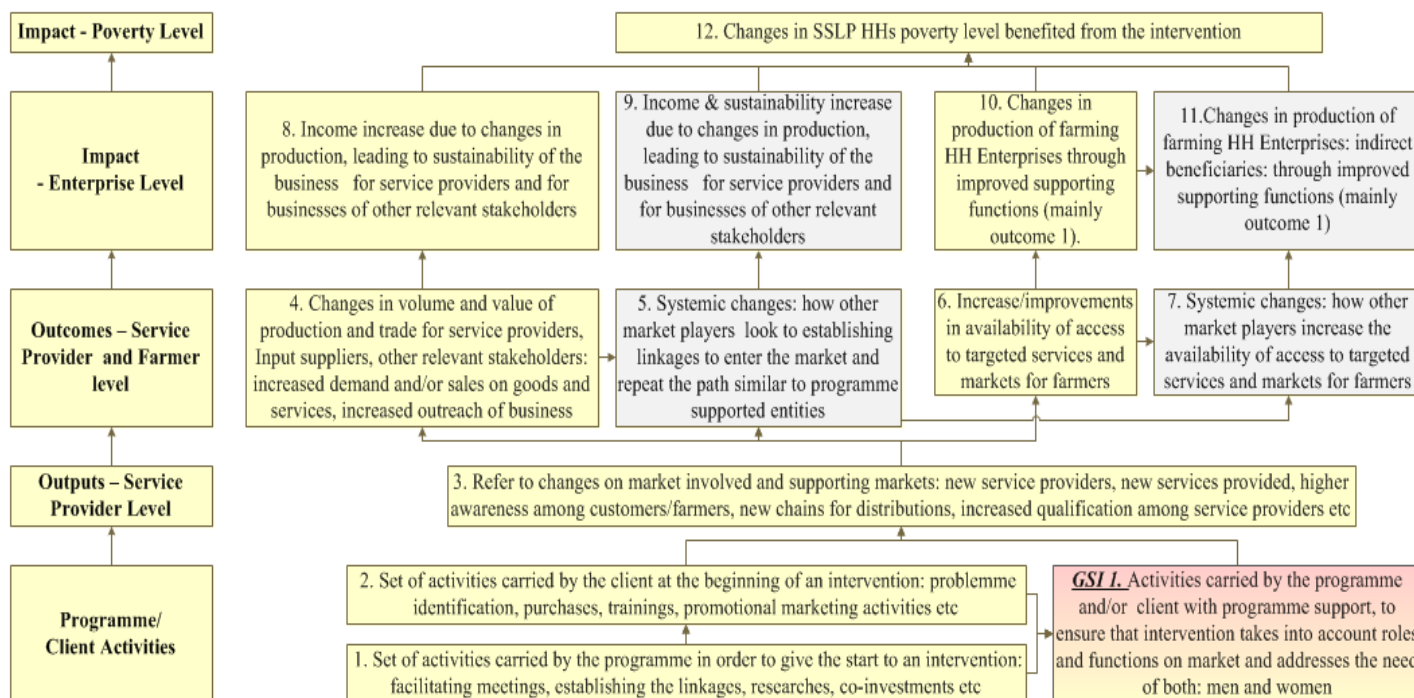 Impact - Poverty Level
12. Changes in SSLP HHs poverty level benefited from the intervention
Impact
- Enterprise Level
8. Income increase due to changes in
production, leading to sustainability of the
business for service providers and for
businesses of other relevant stakeholders
9. Income & sustainability increase
due to changes in production,
leading to sustainability of the
business for service providers and
for businesses of other relevant
stakeholders
10. Changes in
production of farming
HH Enterprises through
improved supporting
functions (mainly
outcome 1).
11.Changes in production of
farming HH Enterprises: indirect
beneficiaries: through improved
supporting functions (mainly
outcome 1)
Outcomes – Service
Provider and Farmer
level
4. Changes in volume and value of
production and trade for service providers,
Input suppliers, other relevant stakeholders:
increased demand and/or sales on goods and
services, increased outreach of business
5. Systemic changes: how other
market players look to establishing
linkages to enter the market and
repeat the path similar to programme
supported entities
6. Increase/improvements
in availability of access
to targeted services and
markets for farmers
7. Systemic changes: how other
market players increase the
availability of access to targeted
services and markets for farmers
Outputs – Service
Provider Level
3. Refer to changes on market involved and supporting markets: new service providers, new services provided, higher
awareness among customers/farmers, new chains for distributions, increased qualification among service providers etc
Programme/
Client Activities
2. Set of activities carried by the client at the beginning of an intervention: problemme
identification, purchases, trainings, promotional marketing activities etc
1. Set of activities carried by the programme in order to give the start to an intervention:
facilitating meetings, establishing the linkages, researches, co-investments etc
GSI 1. Activities carried by the programme
and/or client with programme support, to
ensure that intervention takes into account roles
and functions on market and addresses the need
of both: men and women